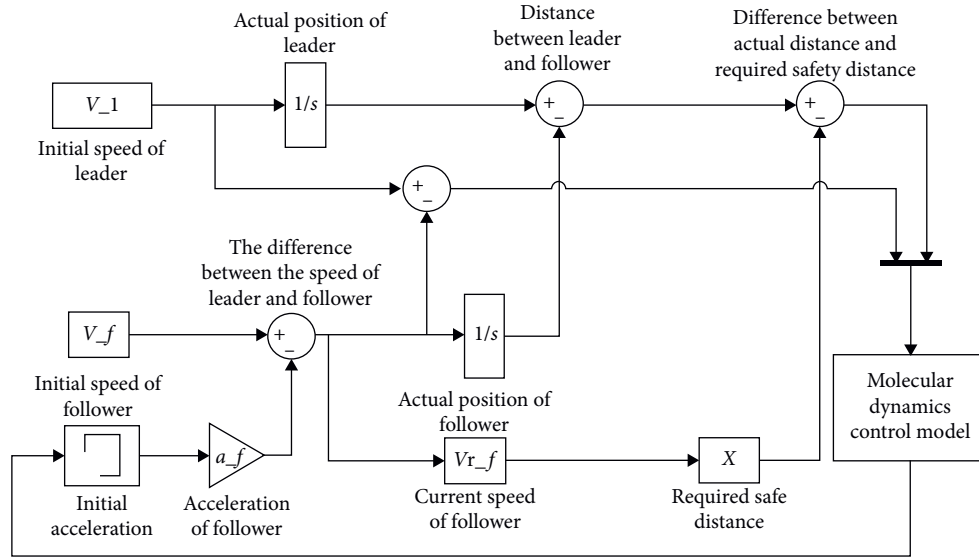 Actual position of
leader
Distance
between leader
and follower
Difference between
actual distance and
required safety distance
V_1
1/s
+
–
+
–
Initial speed of
leader
+
–
The difference
between the speed of
leader and follower
V_f
+
–
1/s
Initial speed of
follower
Actual position of
follower
Molecular
dynamics
control model
a_f
Vr_f
X
Initial
acceleration
Acceleration
of follower
Current speed
of follower
Required safe
distance